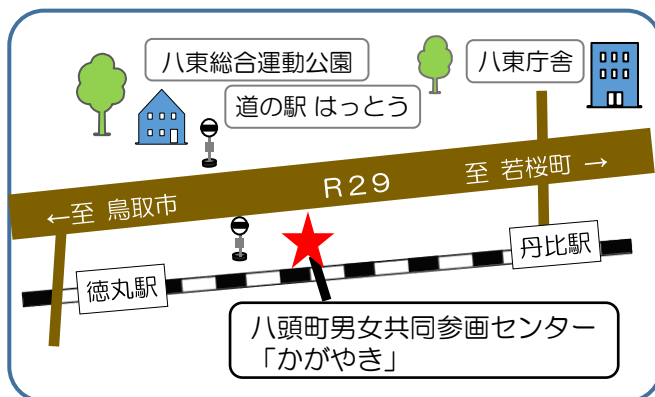 八東総合運動公園
八東庁舎
道の駅 はっとう
R29
至 若桜町 →
←至 鳥取市
丹比駅
徳丸駅
八頭町男女共同参画センター
「かがやき」